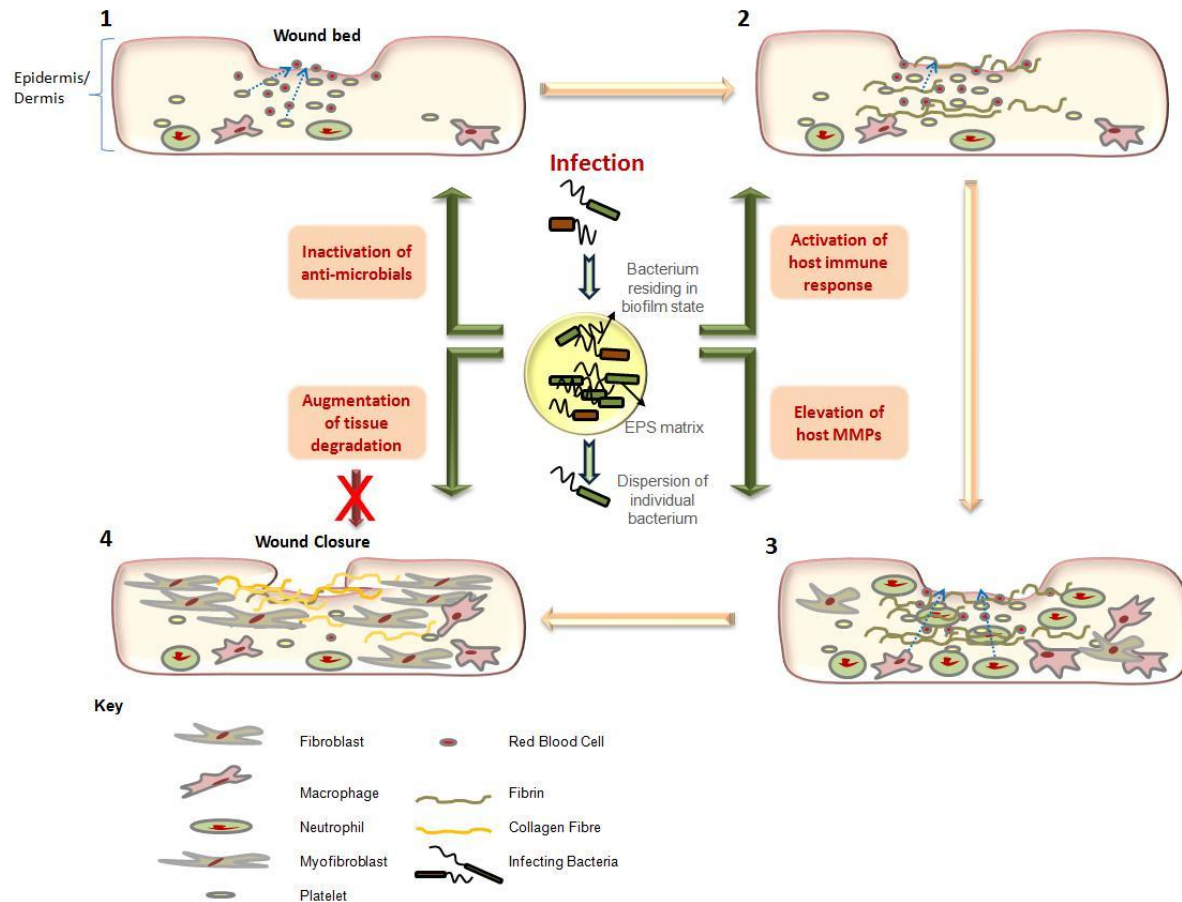 1
Wound bed
2
Epidermis/
Dermis
Infection
Inactivation of
anti-microbials
Bacterium
residing in
biofilm state
Activation of
host immune
response
Augmentation
of tissue
degradation
EPS matrix
Elevation of
host MMPs
Dispersion of
individual
bacterium
X
4
Wound Closure
3
Key
Fibroblast
Red Blood Cell
Macrophage
Fibrin
Neutrophil
Collagen Fibre
Myofibroblast
Infecting Bacteria
Platelet